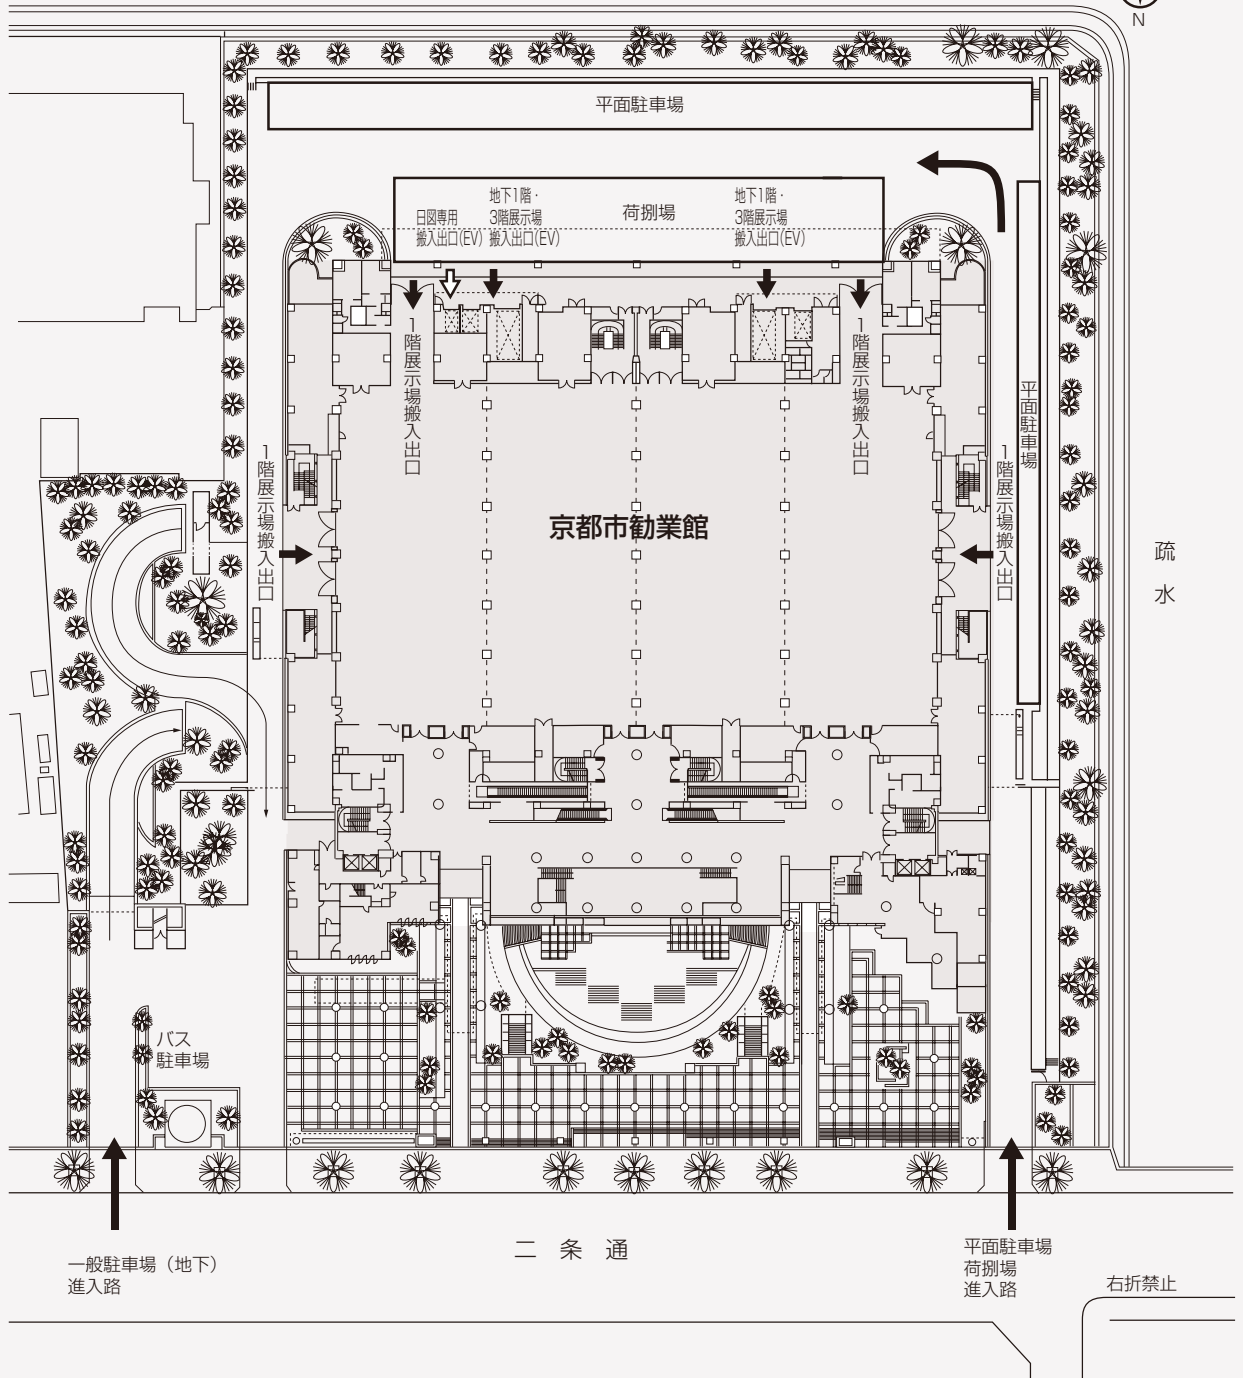 N
平面駐車場
日図専用
搬入出口(EV)
地下1階・
3階展示場
搬入出口(EV)
荷捌場
地下1階・
3階展示場
搬入出口(EV)
1階展示場搬入出口
1階展示場搬入出口
平面駐車場
1階展示場搬入出口
1階展示場搬入出口
京都市勧業館
疏水
バス
駐車場
一般駐車場（地下）
進入路
二条通
平面駐車場
荷捌場
進入路
右折禁止